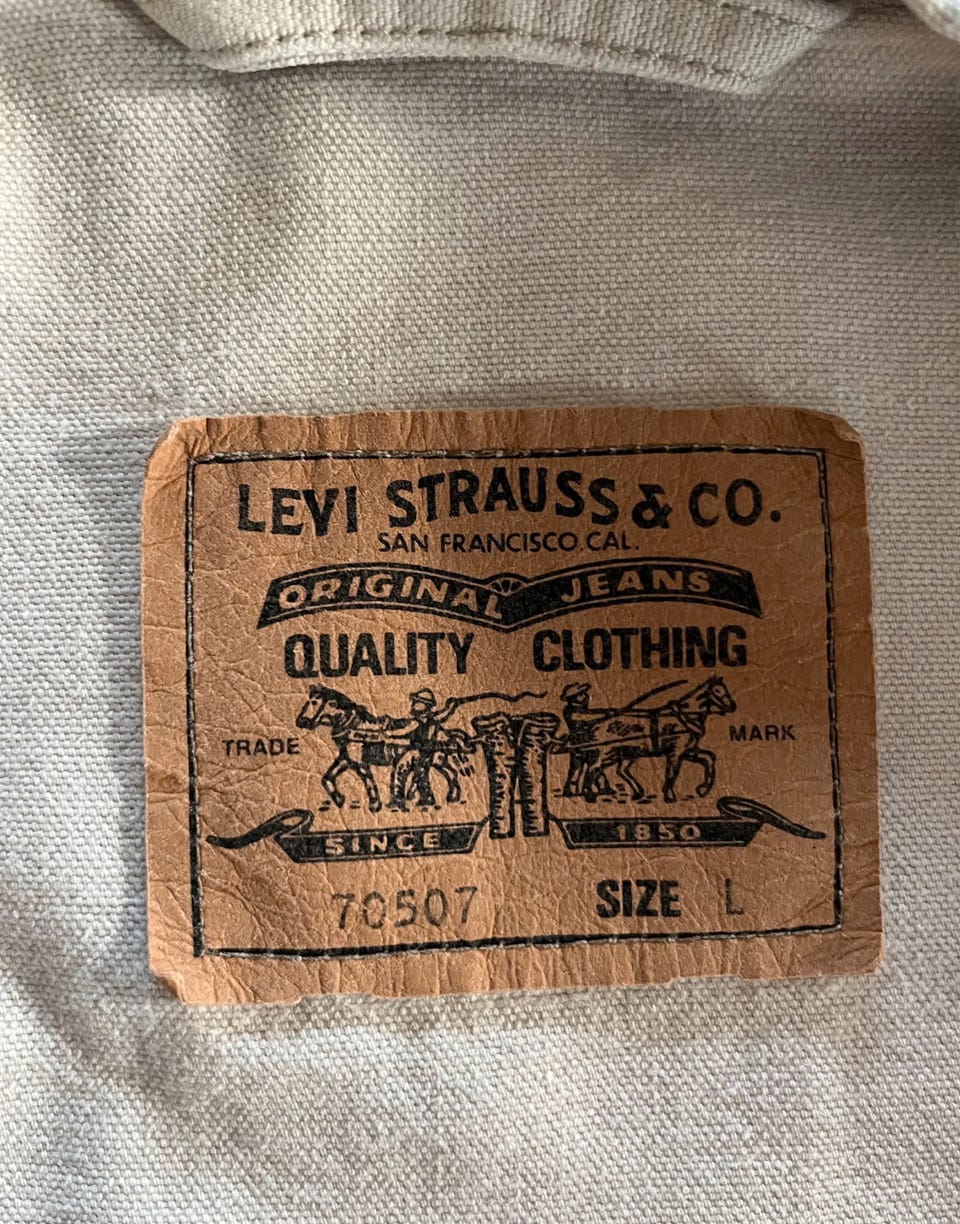 LEVI STRAUSS & CO.
SAN FRANCISCO. CAL.
ORIGINAL JEANS
QUALITY CLOTHING
TRADE MARK
SINCE 1850
70507 SIZE L